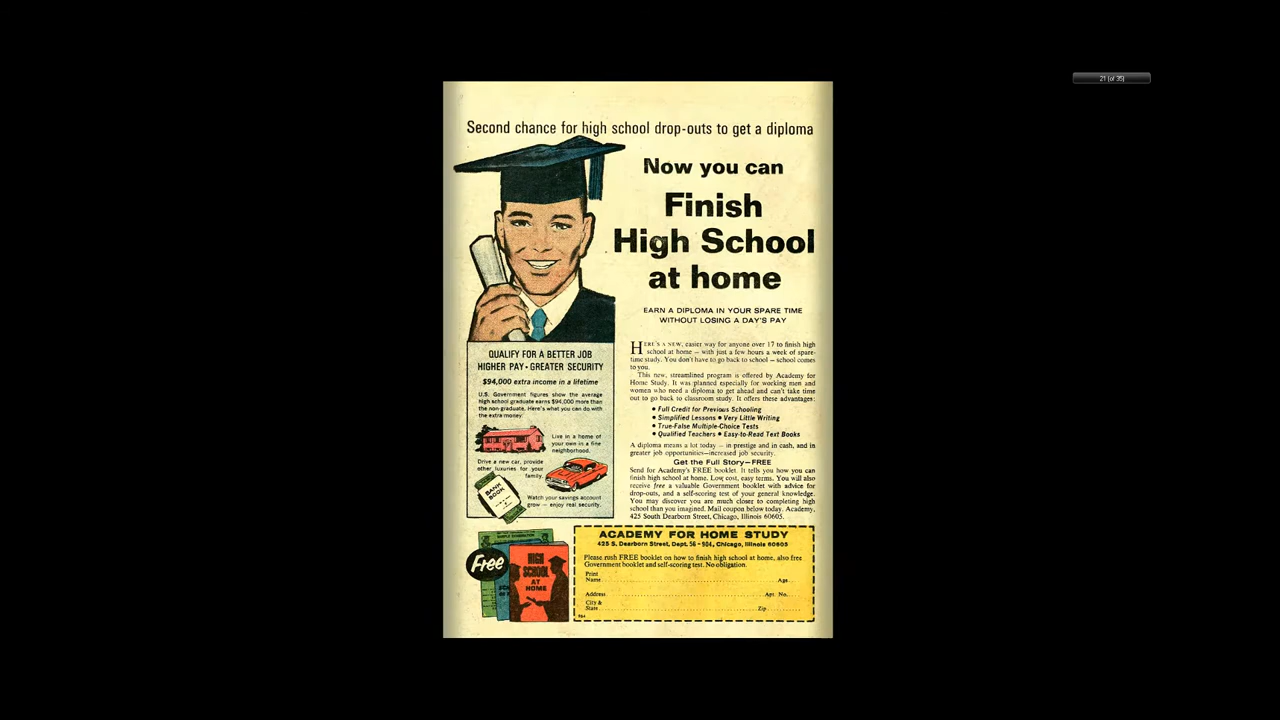 21 (of 35)
Second chance for high school drop-outs to get a diploma
Now you can
Finish
High School
at home
EARN A DIPLOMA IN YOUR SPARE TIME
WITHOUT LOSING A DAY'S PAY
HERE'S A NEW, easier way for anyone over 17 to finish high
school at home — with just a few hours a week of spare-
time study. You don't have to go back to school — school comes
to you.
This new, streamlined program is offered by Academy for
Home Study. It was planned especially for working men and
women who need a diploma to get ahead and can't take time
out to go back to classroom study. It offers these advantages:
• Full Credit for Previous Schooling
• Simplified Lessons • Very Little Writing
• True-False Multiple-Choice Tests
• Qualified Teachers • Easy-to-Read Text Books
A diploma means a lot today — in prestige and in cash, and in
greater job opportunities—increased job security.
Get the Full Story—FREE
Send for Academy's FREE booklet. It tells you how you can
finish high school at home. Low cost, easy terms. You will also
receive free a valuable Government booklet with advice for
drop-outs, and a self-scoring test of your general knowledge.
You may discover you are much closer to completing high
school than you imagined. Mail coupon below today. Academy,
425 South Dearborn Street, Chicago, Illinois 60605.
QUALIFY FOR A BETTER JOB
HIGHER PAY • GREATER SECURITY
$94,000 extra income in a lifetime
U.S. Government figures show the average
high school graduate earns $94,000 more than
the non-graduate. Here's what you can do with
the extra money:
Live in a home of
your own in a fine
neighborhood.
Drive a new car, provide
other luxuries for your
family.
BANK
BOOK
Watch your savings account
grow — enjoy real security.
Free
HIGH
SCHOOL
AT
HOME
ACADEMY FOR HOME STUDY
425 S. Dearborn Street, Dept. 56 - 904, Chicago, Illinois 60605
Please rush FREE booklet on how to finish high school at home, also free
Government booklet and self-scoring test. No obligation.
Print
Name Age
Address Apt. No.
City &
State Zip